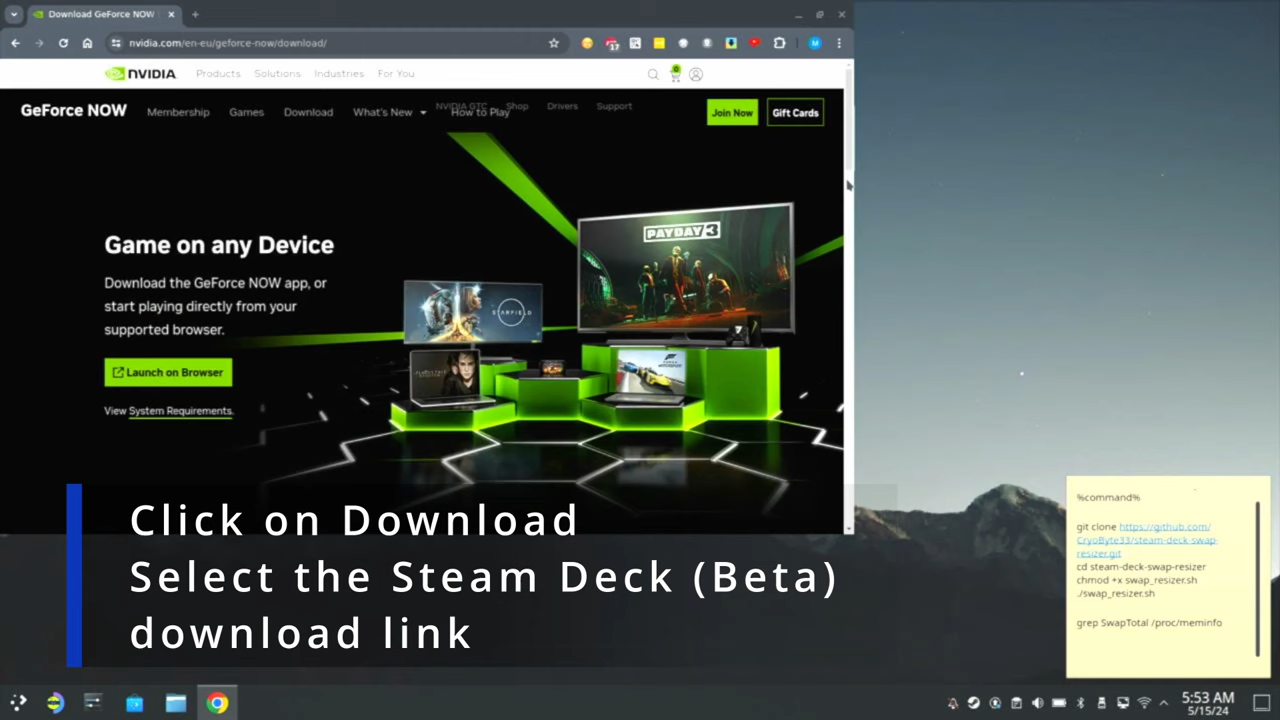 Download GeForce NOW
nvidia.com/en-eu/geforce-now/download/
17
M
NVIDIA
Products Solutions Industries For You
0
GeForce NOW Membership Games Download What's New How to Play
NVIDIA GTC Shop Drivers Support
Join Now Gift Cards
Game on any Device
Download the GeForce NOW app, or
start playing directly from your
supported browser.
Launch on Browser
View System Requirements.
PAYDAY 3
STARFIELD
Click on Download
Select the Steam Deck (Beta)
download link
%command%
git clone https://github.com/
CryoByte33/steam-deck-swap-
resizer.git
cd steam-deck-swap-resizer
chmod +x swap_resizer.sh
./swap_resizer.sh
grep SwapTotal /proc/meminfo
5:53 AM
5/15/24